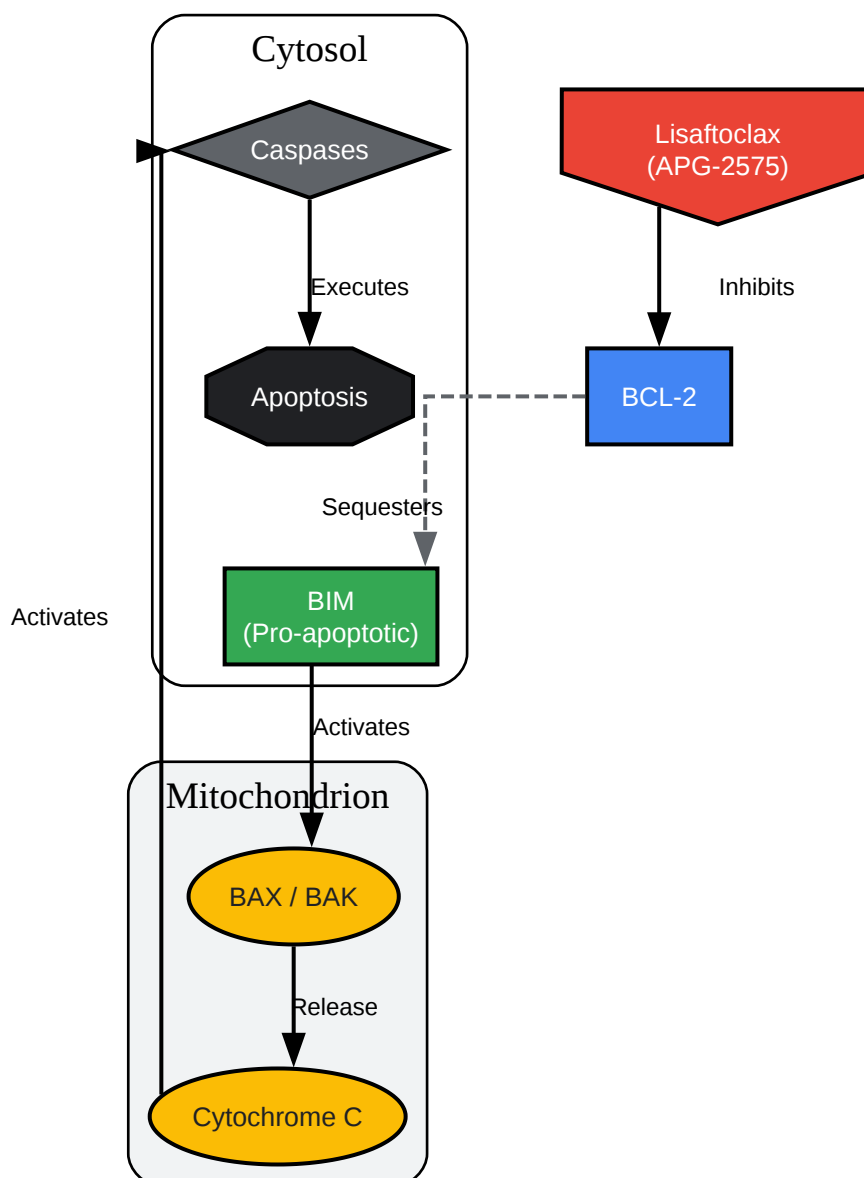 Cytosol
Caspases
Lisaftoclax
(APG-2575)
Executes
Inhibits
Apoptosis
BCL-2
Sequesters
BIM
(Pro-apoptotic)
Activates
Activates
Mitochondrion
BAX / BAK
Release
Cytochrome C